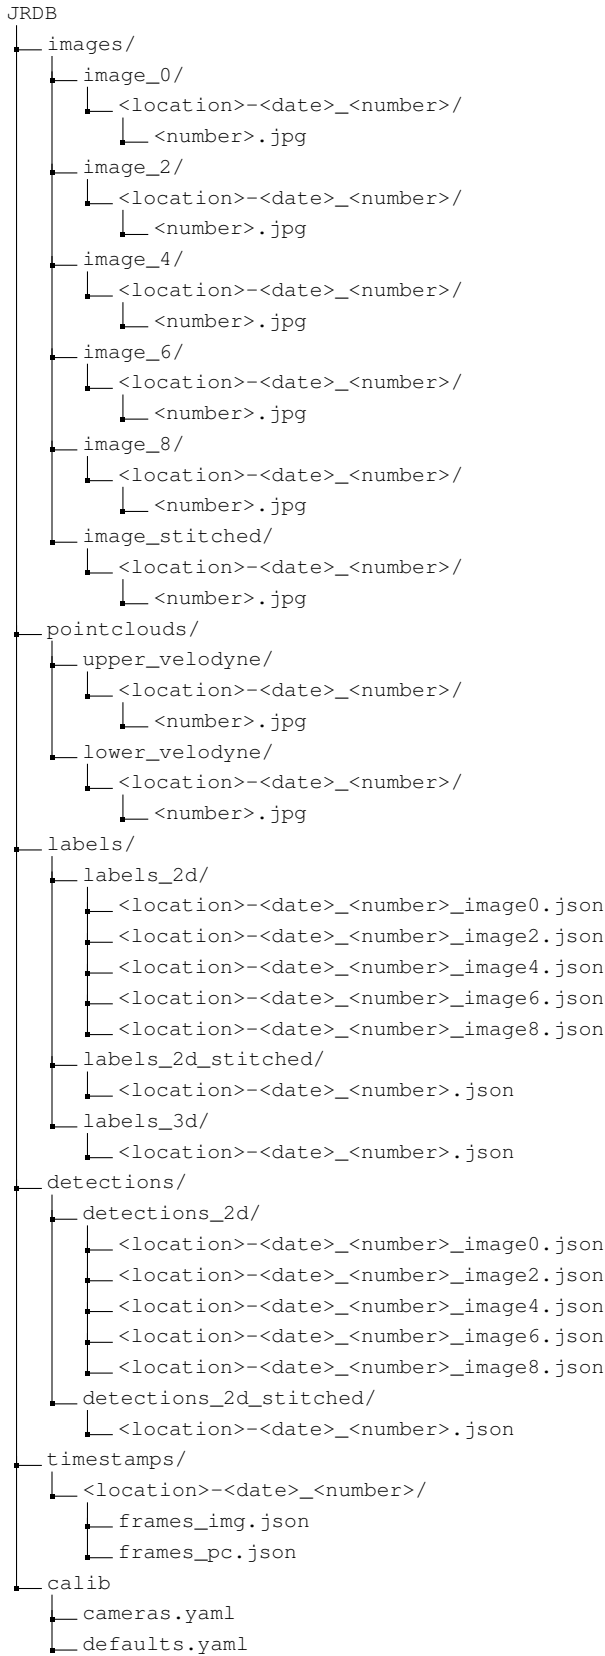 JRDB
images/
image_0/
<location>-<date>_<number>/
<number>.jpg
image_2/
<location>-<date>_<number>/
<number>.jpg
image_4/
<location>-<date>_<number>/
<number>.jpg
image_6/
<location>-<date>_<number>/
<number>.jpg
image_8/
<location>-<date>_<number>/
<number>.jpg
image_stitched/
<location>-<date>_<number>/
<number>.jpg
pointclouds/
upper_velodyne/
<location>-<date>_<number>/
<number>.jpg
lower_velodyne/
<location>-<date>_<number>/
<number>.jpg
labels/
labels_2d/
<location>-<date>_<number>_image0.json
<location>-<date>_<number>_image2.json
<location>-<date>_<number>_image4.json
<location>-<date>_<number>_image6.json
<location>-<date>_<number>_image8.json
labels_2d_stitched/
<location>-<date>_<number>.json
labels_3d/
<location>-<date>_<number>.json
detections/
detections_2d/
<location>-<date>_<number>_image0.json
<location>-<date>_<number>_image2.json
<location>-<date>_<number>_image4.json
<location>-<date>_<number>_image6.json
<location>-<date>_<number>_image8.json
detections_2d_stitched/
<location>-<date>_<number>.json
timestamps/
<location>-<date>_<number>/
frames_img.json
frames_pc.json
calib
cameras.yaml
defaults.yaml